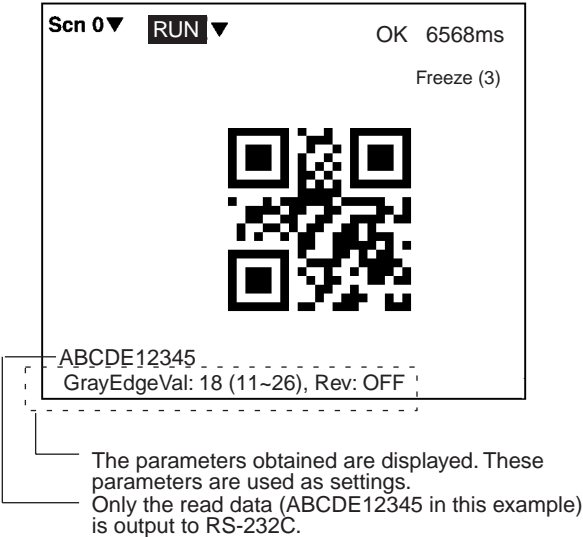 Scn 0▼ RUN ▼ OK 6568ms
Freeze (3)
ABCDE12345
GrayEdgeVal: 18 (11~26), Rev: OFF
The parameters obtained are displayed. These
parameters are used as settings.
Only the read data (ABCDE12345 in this example)
is output to RS-232C.